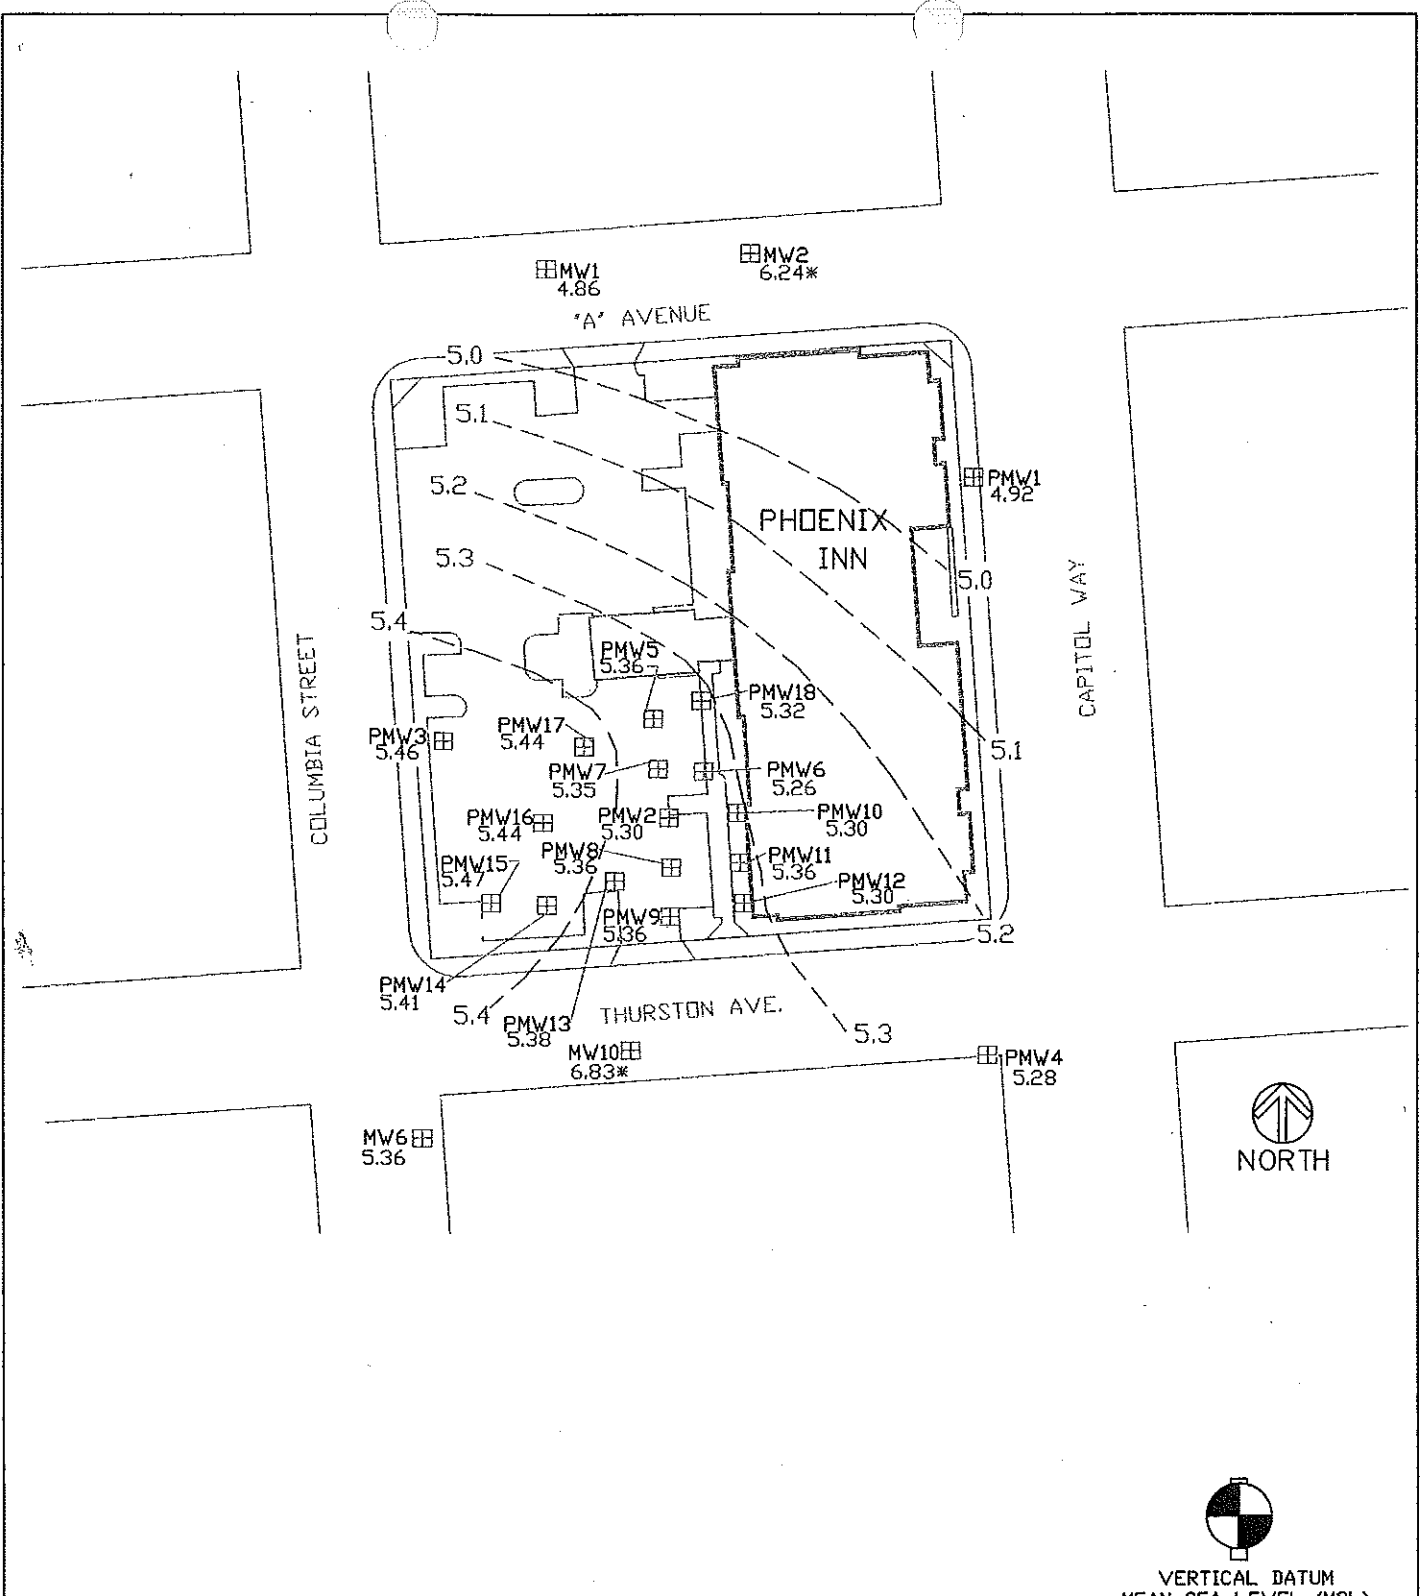 MW2
6.24*
MW1
4.86
"A" AVENUE
5.0
5.1
5.2
5.3
5.4
PHOENIX
INN
PMW1
4.92
5.0
CAPITOL WAY
COLUMBIA STREET
PMW5
5.36
PMW18
5.32
PMW17
5.44
PMW3
5.46
5.1
PMW7
5.35
PMW6
5.26
PMW16
5.44
PMW2
5.30
PMW10
5.30
PMW8
5.36
PMW11
5.36
PMW15
5.47
PMW12
5.30
PMW9
5.36
5.2
PMW14
5.41
5.4
PMW13
5.38
THURSTON AVE.
5.3
MW10
6.83*
PMW4
5.28
MW6
5.36
NORTH
VERTICAL DATUM
MEAN SEA LEVEL (MSL)